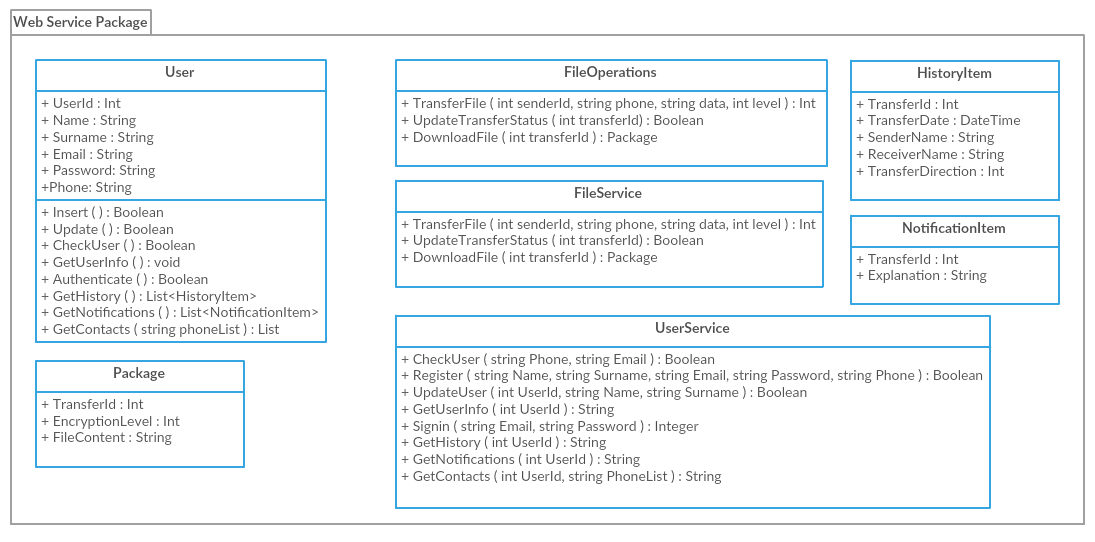 Web Service Package
User
+ UserId : Int
+ Name : String
+ Surname : String
+ Email : String
+ Password: String
+Phone: String
+ Insert ( ) : Boolean
+ Update ( ) : Boolean
+ CheckUser ( ) : Boolean
+ GetUserInfo ( ) : void
+ Authenticate ( ) : Boolean
+ GetHistory ( ) : List<HistoryItem>
+ GetNotifications ( ) : List<NotificationItem>
+ GetContacts ( string phoneList ) : List
Package
+ TransferId : Int
+ EncryptionLevel : Int
+ FileContent : String
FileOperations
+ TransferFile ( int senderId, string phone, string data, int level ) : Int
+ UpdateTransferStatus ( int transferId) : Boolean
+ DownloadFile ( int transferId ) : Package
FileService
+ TransferFile ( int senderId, string phone, string data, int level ) : Int
+ UpdateTransferStatus ( int transferId) : Boolean
+ DownloadFile ( int transferId ) : Package
UserService
+ CheckUser ( string Phone, string Email ) : Boolean
+ Register ( string Name, string Surname, string Email, string Password, string Phone ) : Boolean
+ UpdateUser ( int UserId, string Name, string Surname ) : Boolean
+ GetUserInfo ( int UserId ) : String
+ Signin ( string Email, string Password ) : Integer
+ GetHistory ( int UserId ) : String
+ GetNotifications ( int UserId ) : String
+ GetContacts ( int UserId, string PhoneList ) : String
HistoryItem
+ TransferId : Int
+ TransferDate : DateTime
+ SenderName : String
+ ReceiverName : String
+ TransferDirection : Int
NotificationItem
+ TransferId : Int
+ Explanation : String